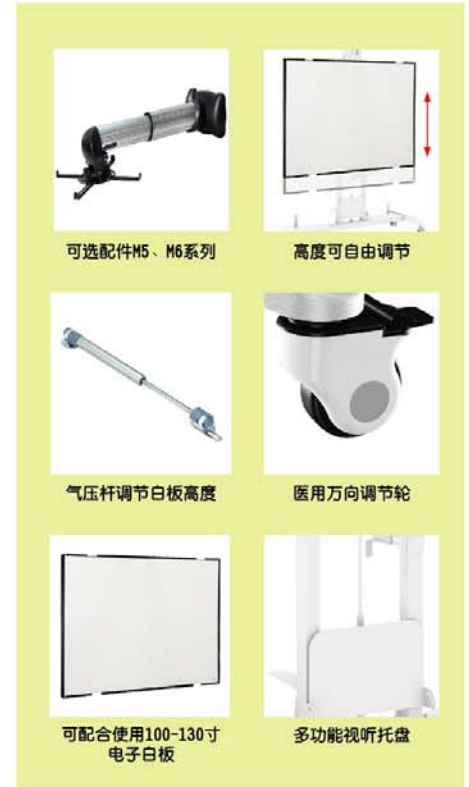 可选配件M5、M6系列
高度可自由调节
气压杆调节白板高度
医用万向调节轮
可配合使用100-130寸
电子白板
多功能视听托盘